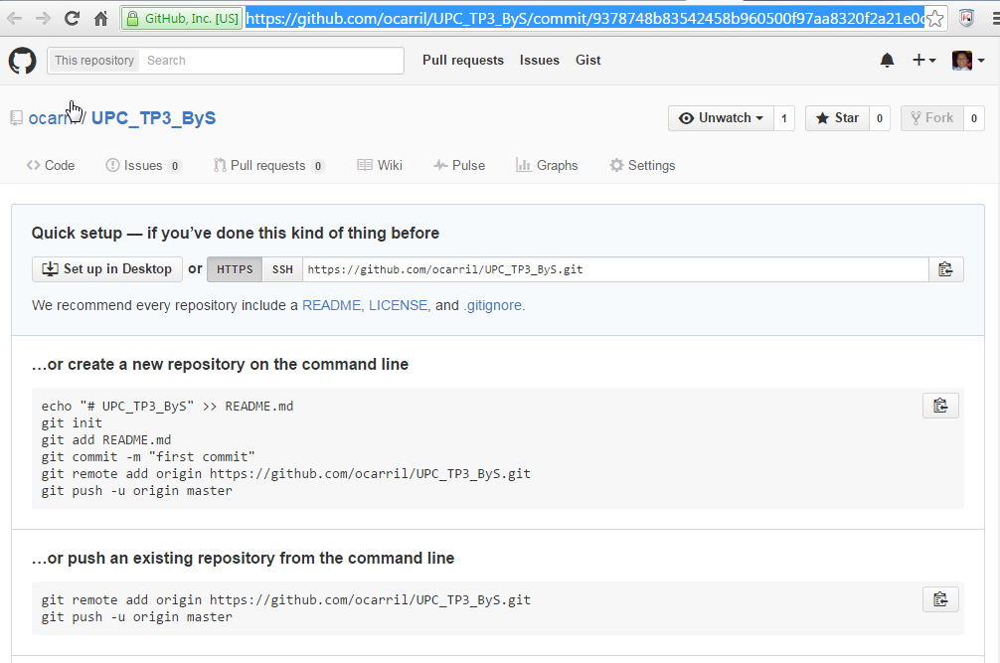 GitHub, Inc. [US] https://github.com/ocarril/UPC_TP3_ByS/commit/9378748b83542458b960500f97aa8320f2a21e0c
This repository Search Pull requests Issues Gist
UPC_TP3_ByS Unwatch 1 Star 0 Fork 0
Code Issues 0 Pull requests 0 Wiki Pulse Graphs Settings
Quick setup — if you’ve done this kind of thing before
Set up in Desktop or HTTPS SSH https://github.com/ocarril/UPC_TP3_ByS.git
We recommend every repository include a README, LICENSE, and .gitignore.
…or create a new repository on the command line
echo "# UPC_TP3_ByS" >> README.md
git init
git add README.md
git commit -m "first commit"
git remote add origin https://github.com/ocarril/UPC_TP3_ByS.git
git push -u origin master
…or push an existing repository from the command line
git remote add origin https://github.com/ocarril/UPC_TP3_ByS.git
git push -u origin master